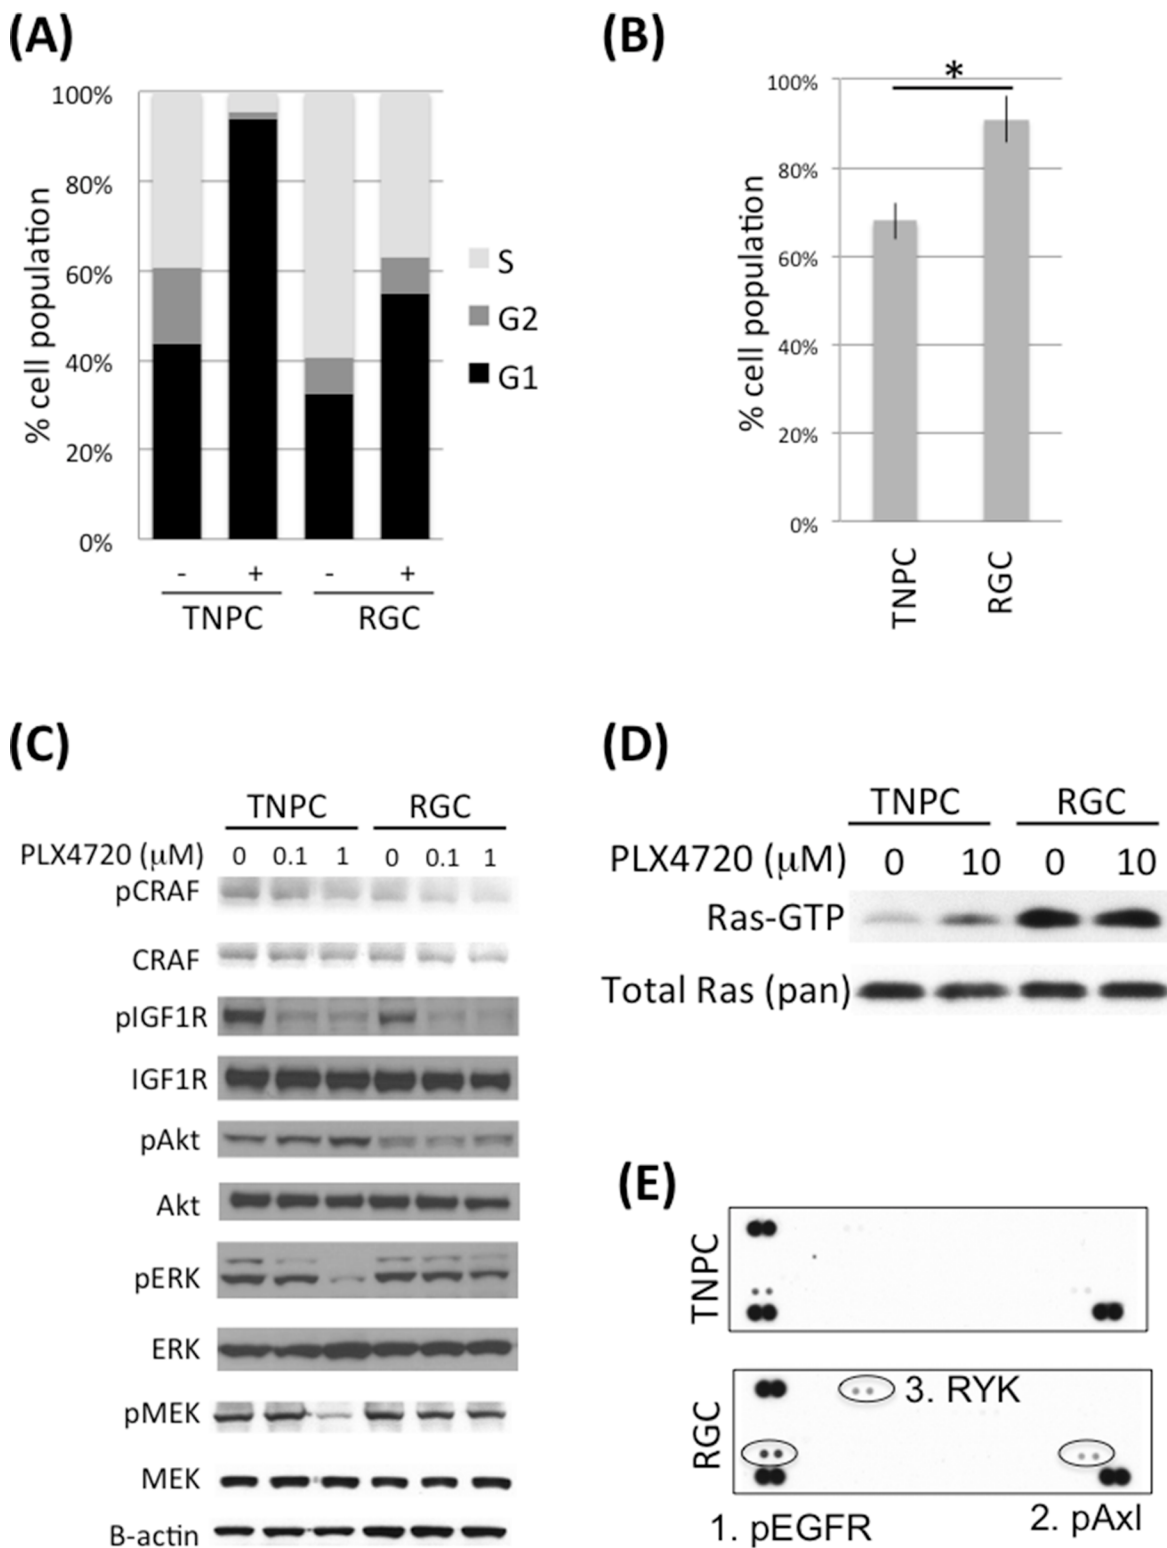 (A)
100%
80%
60%
40%
20%
0%
% cell population
S
G2
G1
- + - +
TNPC RGC
(B)
*
100%
80%
60%
40%
20%
0%
% cell population
TNPC
RGC
(C)
TNPC RGC
PLX4720 (μM) 0 0.1 1 0 0.1 1
pCRAF
CRAF
pIGF1R
IGF1R
pAkt
Akt
pERK
ERK
pMEK
MEK
B-actin
(D)
TNPC RGC
PLX4720 (μM) 0 10 0 10
Ras-GTP
Total Ras (pan)
(E)
TNPC
RGC
3. RYK
1. pEGFR
2. pAxl